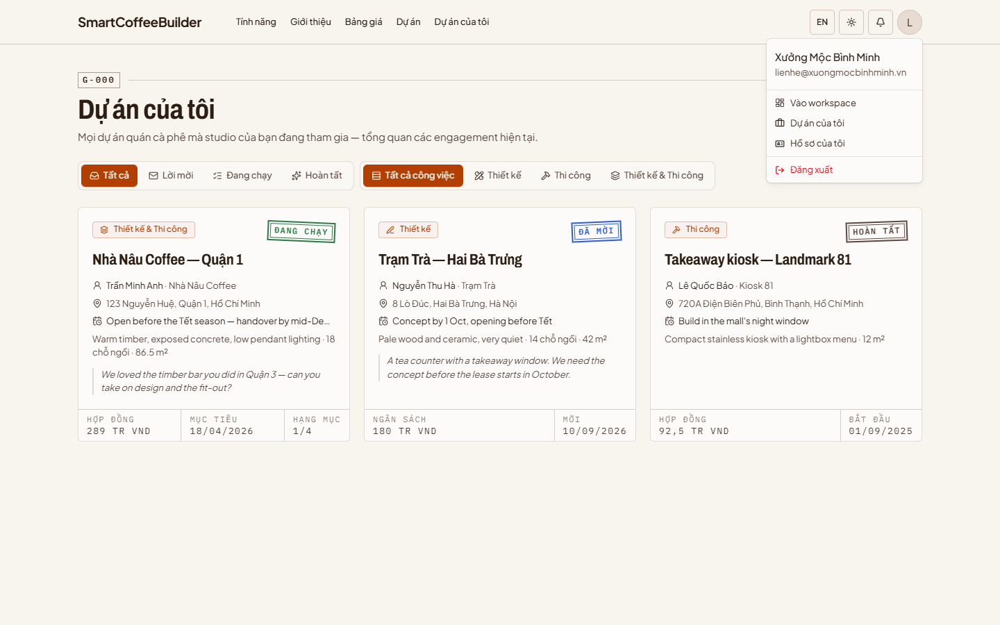 SmartCoffeeBuilder
Tính năng
Giới thiệu
Bảng giá
Dự án
Dự án của tôi
EN
L
Xưởng Mộc Bình Minh
lienhe@xuongmocbinhminh.vn
Vào workspace
Dự án của tôi
Hồ sơ của tôi
Đăng xuất
G-000
Dự án của tôi
Mọi dự án quán cà phê mà studio của bạn đang tham gia — tổng quan các engagement hiện tại.
Tất cả
Lời mời
Đang chạy
Hoàn tất
Tất cả công việc
Thiết kế
Thi công
Thiết kế & Thi công
Thiết kế & Thi công
ĐANG CHẠY
Nhà Nâu Coffee — Quận 1
Trần Minh Anh · Nhà Nâu Coffee
123 Nguyễn Huệ, Quận 1, Hồ Chí Minh
Open before the Tết season — handover by mid-De…
Warm timber, exposed concrete, low pendant lighting · 18
chỗ ngồi · 86.5 m²
We loved the timber bar you did in Quận 3 — can you
take on design and the fit-out?
HỢP ĐỒNG
289 TR VND
MỤC TIÊU
18/04/2026
HẠNG MỤC
1/4
Thiết kế
ĐÃ MỜI
Trạm Trà — Hai Bà Trưng
Nguyễn Thu Hà · Trạm Trà
8 Lò Đúc, Hai Bà Trưng, Hà Nội
Concept by 1 Oct, opening before Tết
Pale wood and ceramic, very quiet · 14 chỗ ngồi · 42 m²
A tea counter with a takeaway window. We need the
concept before the lease starts in October.
NGÂN SÁCH
180 TR VND
MỜI
10/09/2026
Thi công
HOÀN TẤT
Takeaway kiosk — Landmark 81
Lê Quốc Bảo · Kiosk 81
720A Điện Biên Phủ, Bình Thạnh, Hồ Chí Minh
Build in the mall's night window
Compact stainless kiosk with a lightbox menu · 12 m²
HỢP ĐỒNG
92,5 TR VND
BẮT ĐẦU
01/09/2025